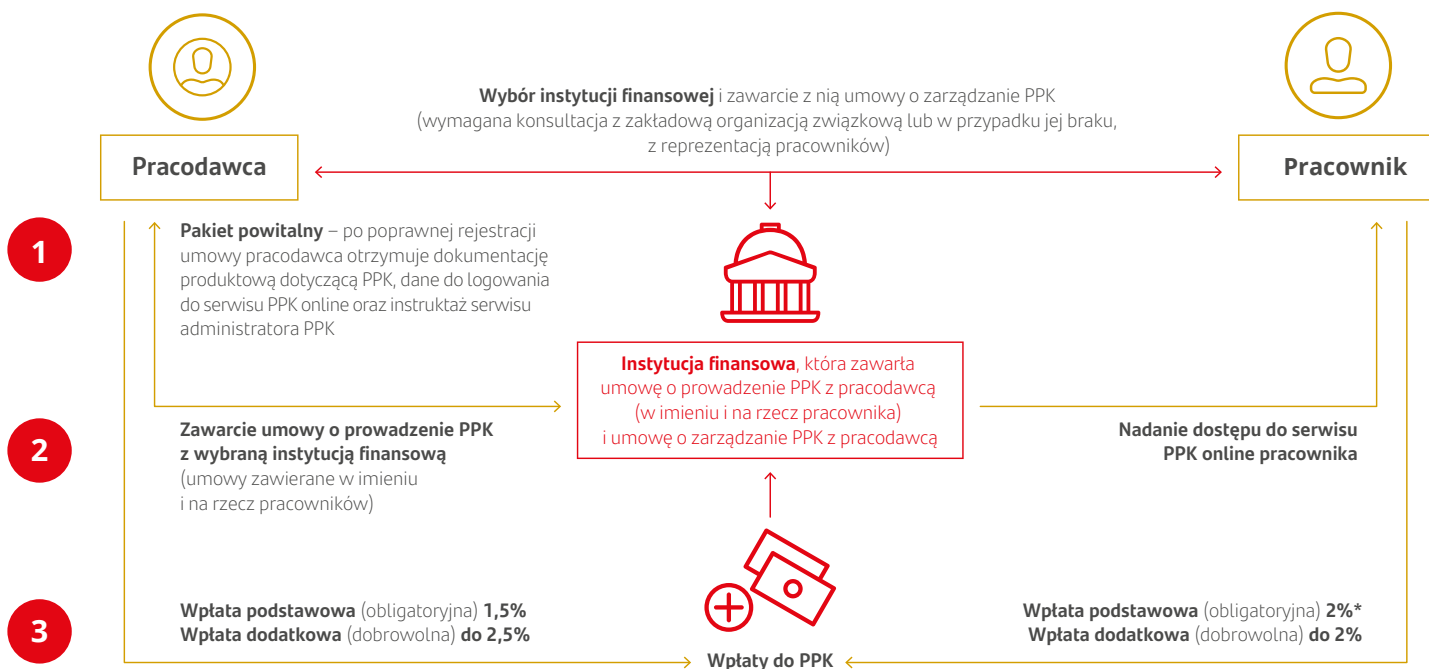 Wybór instytucji finansowej i zawarcie z nią umowy o zarządzanie PPK
(wymagana konsultacja z zakładową organizacją związkową lub w przypadku jej braku,
z reprezentacją pracowników)
Pracodawca
Pracownik
1
Pakiet powitalny – po poprawnej rejestracji
umowy pracodawca otrzymuje dokumentację
produktową dotyczącą PPK, dane do logowania
do serwisu PPK online oraz instruktaż serwisu
administratora PPK
Instytucja finansowa, która zawarła
umowę o prowadzenie PPK z pracodawcą
(w imieniu i na rzecz pracownika)
i umowę o zarządzanie PPK z pracodawcą
2
Zawarcie umowy o prowadzenie PPK
z wybraną instytucją finansową
(umowy zawierane w imieniu
i na rzecz pracowników)
Nadanie dostępu do serwisu
PPK online pracownika
3
Wpłata podstawowa (obligatoryjna) 1,5%
Wpłata dodatkowa (dobrowolna) do 2,5%
Wpłata podstawowa (obligatoryjna) 2%*
Wpłata dodatkowa (dobrowolna) do 2%
Wpłaty do PPK